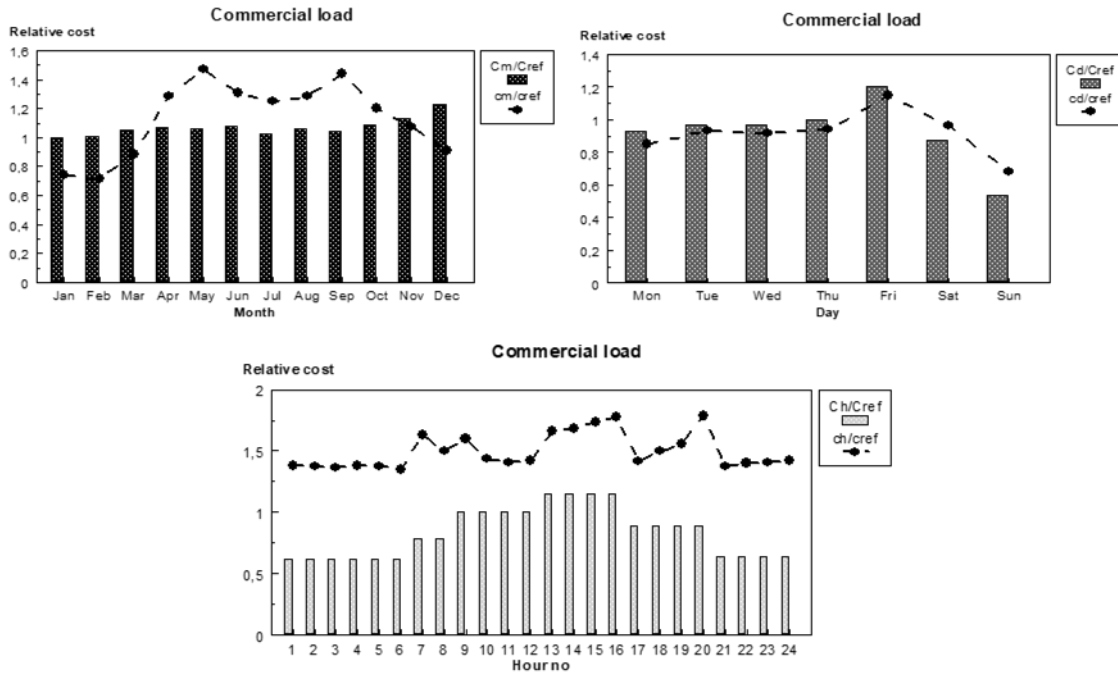 Commercial load
Relative cost
1,6
1,4
1,2
1
0,8
0,6
0,4
0,2
0
Jan Feb Mar Apr May Jun Jul Aug Sep Oct Nov Dec
Month
Cm/Cref
cm/cref
Commercial load
Relative cost
1,4
1,2
1
0,8
0,6
0,4
0,2
0
Mon Tue Wed Thu Fri Sat Sun
Day
Cd/Cref
cd/cref
Commercial load
Relative cost
2
1,5
1
0,5
0
1 2 3 4 5 6 7 8 9 10 11 12 13 14 15 16 17 18 19 20 21 22 23 24
Hour no
Ch/Cref
ch/cref